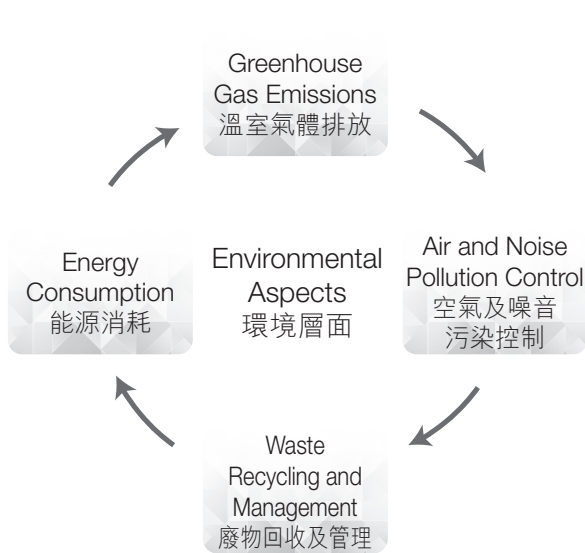 Greenhouse
Gas Emissions
溫室氣體排放
Energy
Consumption
能源消耗
Environmental
Aspects
環境層面
Air and Noise
Pollution Control
空氣及噪音
污染控制
Waste
Recycling and
Management
廢物回收及管理